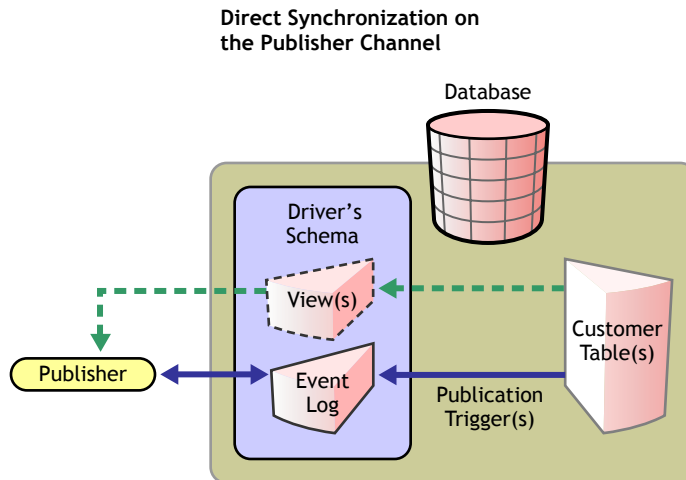 Direct Synchronization on
the Publisher Channel
Database
Driver’s
Schema
View(s)
Customer
Table(s)
Publisher
Event
Log
Publication
Trigger(s)